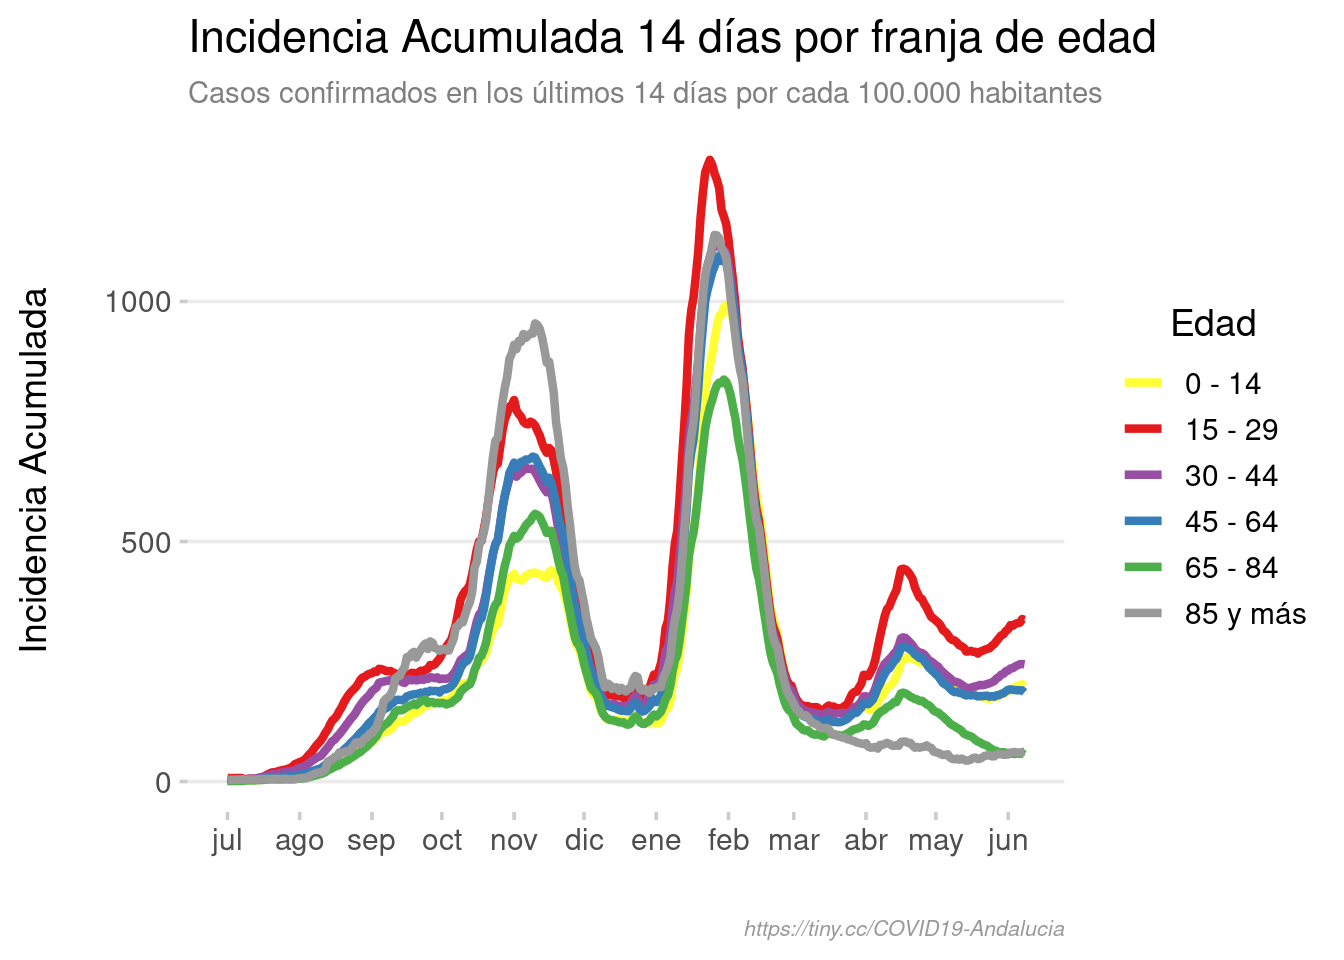 Incidencia Acumulada 14 días por franja de edad
Casos confirmados en los últimos 14 días por cada 100.000 habitantes
Incidencia Acumulada
1000
500
0
jul ago sep oct nov dic ene feb mar abr may jun
Edad
0 - 14
15 - 29
30 - 44
45 - 64
65 - 84
85 y más
https://tiny.cc/COVID19-Andalucia